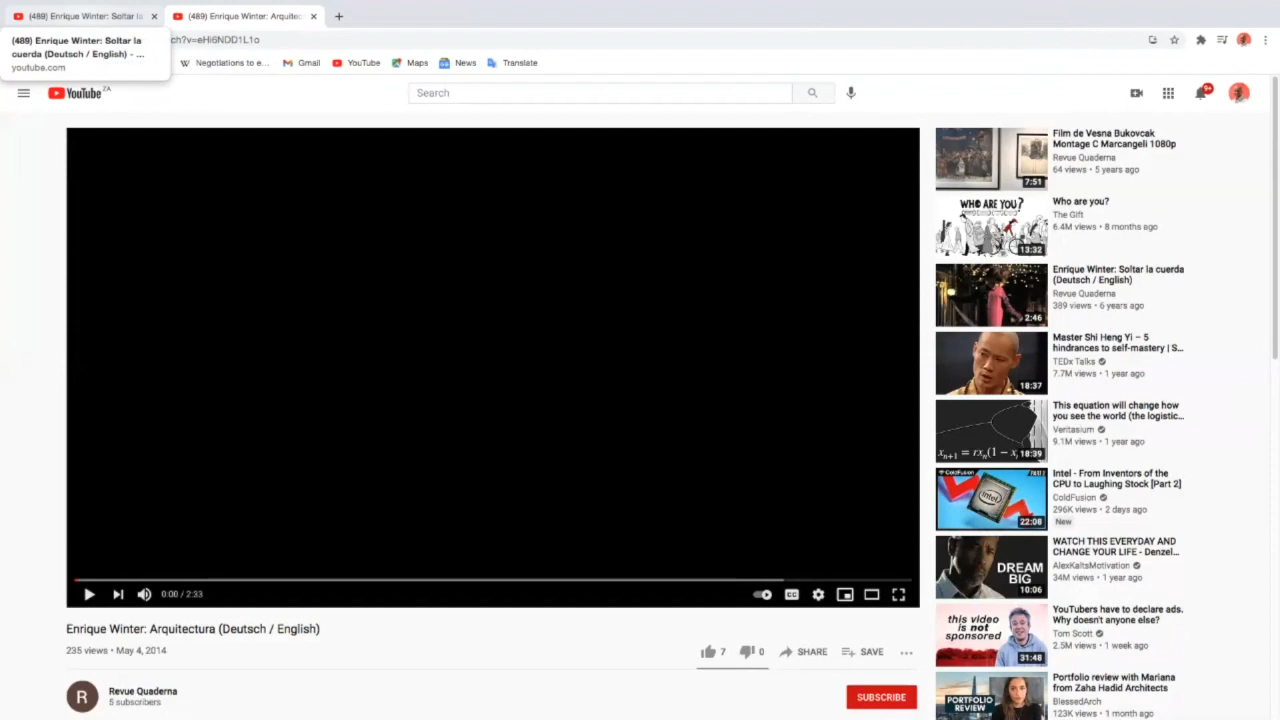 (489) Enrique Winter: Soltar la
(489) Enrique Winter: Arquitec
(489) Enrique Winter: Soltar la
cuerda (Deutsch / English) - ...
youtube.com
ch?v=eHi6NDD1L1o
Negotiations to e...
Gmail
YouTube
Maps
News
Translate
YouTube ZA
Search
9+
Film de Vesna Bukovcak
Montage C Marcangeli 1080p
Revue Quaderna
64 views • 5 years ago
7:51
WHO ARE YOU?
13:32
Who are you?
The Gift
6.4M views • 8 months ago
2:46
Enrique Winter: Soltar la cuerda
(Deutsch / English)
Revue Quaderna
389 views • 6 years ago
18:37
Master Shi Heng Yi – 5
hindrances to self-mastery | S...
TEDx Talks
7.7M views • 1 year ago
18:39
This equation will change how
you see the world (the logistic...
Veritasium
9.1M views • 1 year ago
ColdFusion
intel
22:08
Intel - From Inventors of the
CPU to Laughing Stock [Part 2]
ColdFusion
296K views • 2 days ago
New
DREAM
BIG
10:06
WATCH THIS EVERYDAY AND
CHANGE YOUR LIFE - Denzel...
AlexKaltsMotivation
34M views • 1 year ago
this video
is not
sponsored
31:48
YouTubers have to declare ads.
Why doesn't anyone else?
Tom Scott
2.5M views • 1 week ago
PORTFOLIO
REVIEW
Portfolio review with Mariana
from Zaha Hadid Architects
BlessedArch
123K views • 1 month ago
0:00 / 2:33
CC
Enrique Winter: Arquitectura (Deutsch / English)
235 views • May 4, 2014
7
0
SHARE
SAVE
R
Revue Quaderna
5 subscribers
SUBSCRIBE